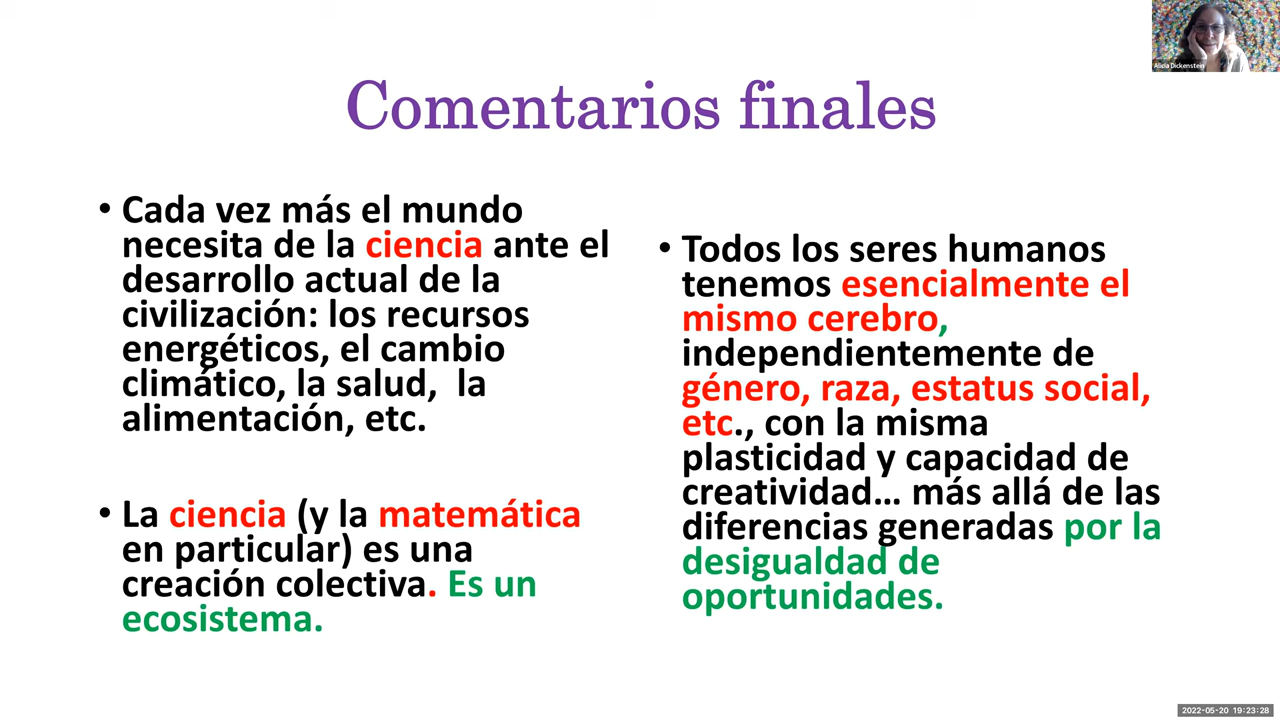 Alicia Dickenstein
Comentarios finales
• Cada vez más el mundo
necesita de la ciencia ante el
desarrollo actual de la
civilización: los recursos
energéticos, el cambio
climático, la salud,  la
alimentación, etc.
• La ciencia (y la matemática
en particular) es una
creación colectiva. Es un
ecosistema.
• Todos los seres humanos
tenemos esencialmente el
mismo cerebro,
independientemente de
género, raza, estatus social,
etc., con la misma
plasticidad y capacidad de
creatividad... más allá de las
diferencias generadas por la
desigualdad de
oportunidades.
2022-05-20 19:23:28